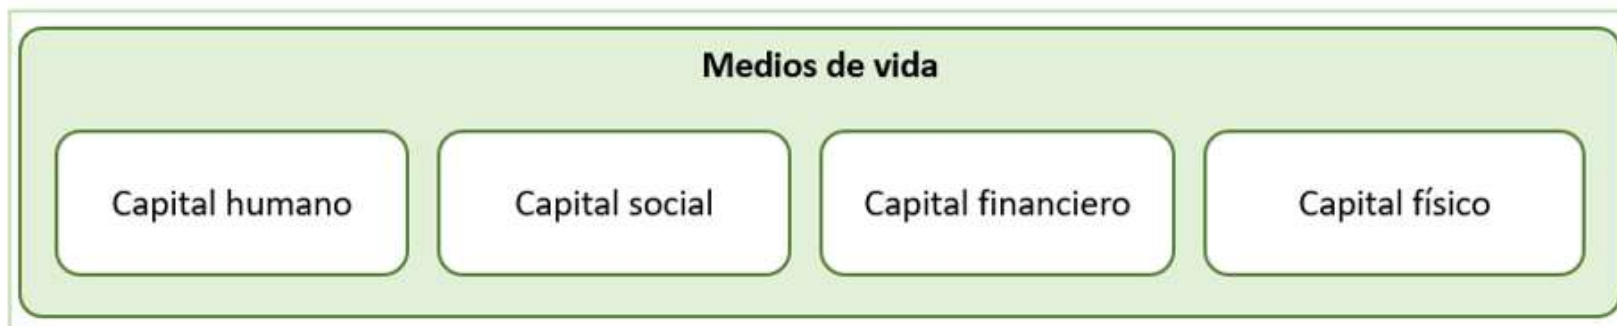 Medios de vida
Capital humano
Capital social
Capital financiero
Capital físico